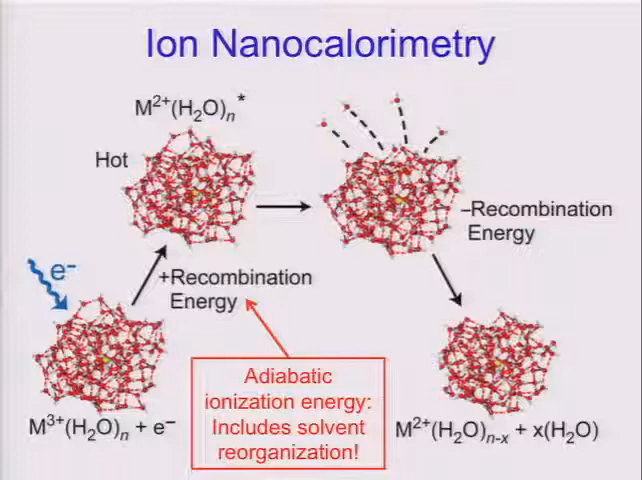 Ion Nanocalorimetry
M²⁺(H₂O)ₙ*
Hot
–Recombination
Energy
e⁻
+Recombination
Energy
Adiabatic
ionization energy:
Includes solvent
reorganization!
M³⁺(H₂O)ₙ + e⁻
M²⁺(H₂O)ₙ₋ₓ + x(H₂O)